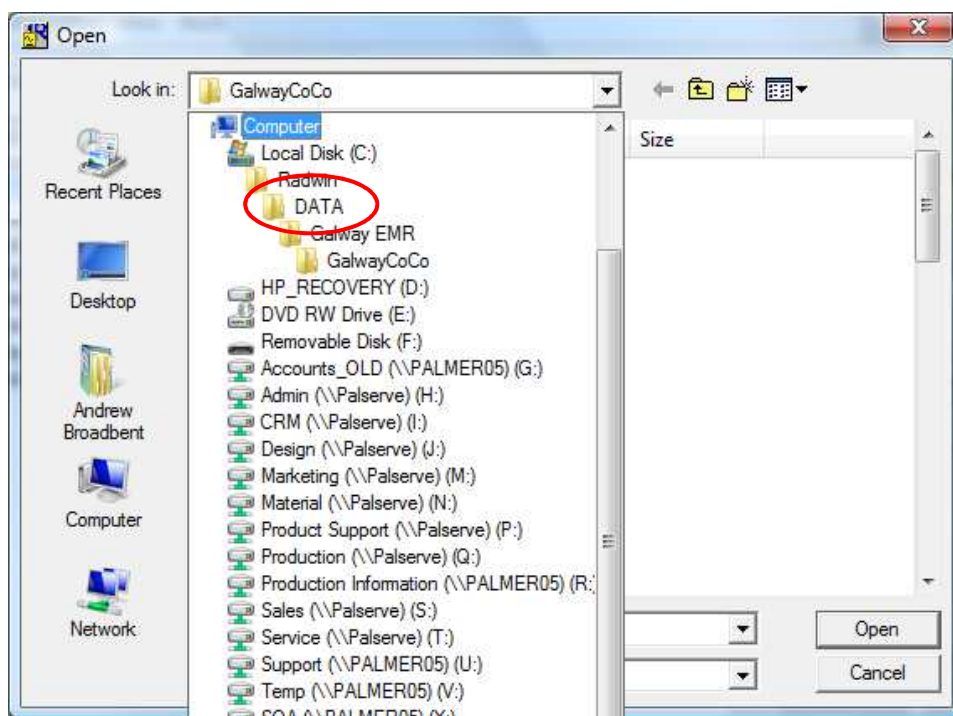 Open
Look in: GalwayCoCo
Computer
Local Disk (C:)
Radwin
DATA
Galway EMR
GalwayCoCo
HP_RECOVERY (D:)
DVD RW Drive (E:)
Removable Disk (F:)
Accounts_OLD (\\PALMER05) (G:)
Admin (\\Palserve) (H:)
CRM (\\Palserve) (I:)
Design (\\Palserve) (J:)
Marketing (\\Palserve) (M:)
Material (\\Palserve) (N:)
Product Support (\\Palserve) (P:)
Production (\\Palserve) (Q:)
Production Information (\\PALMER05) (R:
Sales (\\Palserve) (S:)
Service (\\Palserve) (T:)
Support (\\PALMER05) (U:)
Temp (\\PALMER05) (V:)
Size
Recent Places
Desktop
Andrew
Broadbent
Computer
Network
Open
Cancel